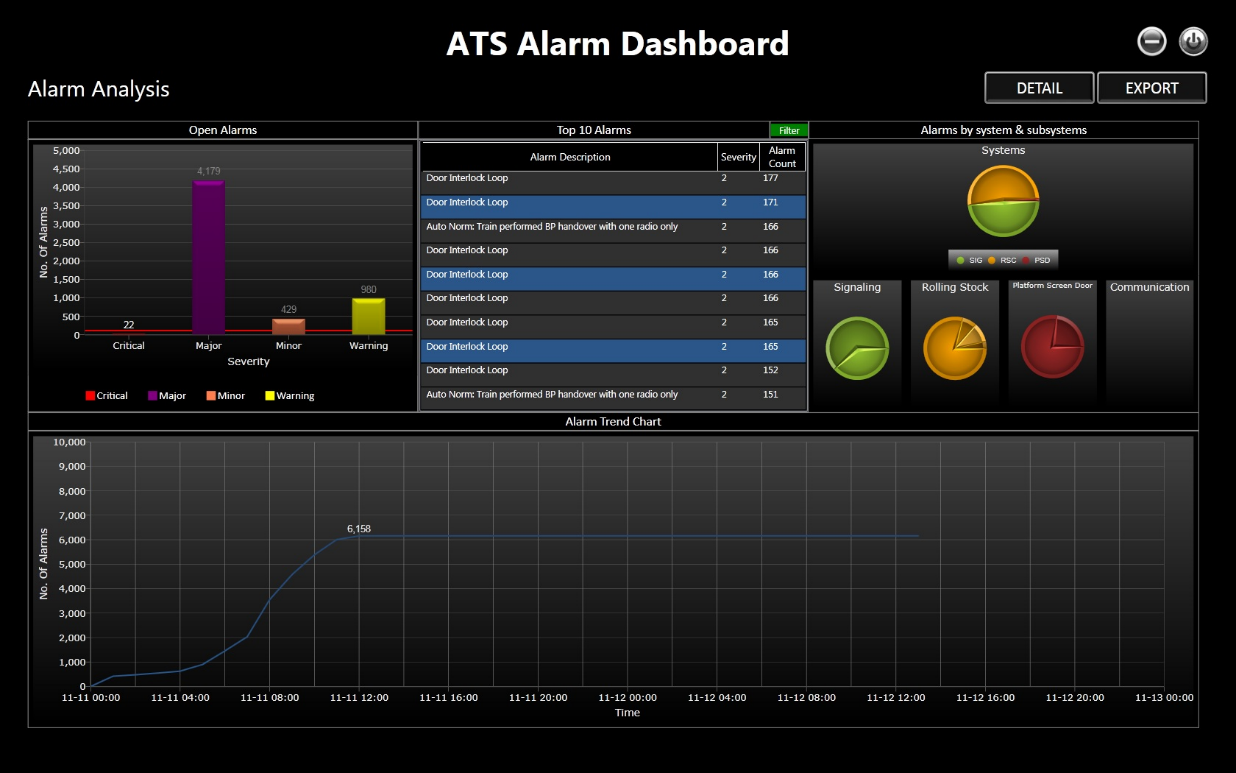 ATS Alarm Dashboard
Alarm Analysis
DETAIL
EXPORT
Open Alarms
5,000
4,500
4,000
3,500
3,000
2,500
2,000
1,500
1,000
500
0
No. Of Alarms
22
4,179
429
980
Critical
Major
Minor
Warning
Severity
Critical
Major
Minor
Warning
Top 10 Alarms
Filter
Alarm Description Severity Alarm Count
Door Interlock Loop 2 177
Door Interlock Loop 2 171
Auto Norm: Train performed BP handover with one radio only 2 166
Door Interlock Loop 2 166
Door Interlock Loop 2 166
Door Interlock Loop 2 166
Door Interlock Loop 2 165
Door Interlock Loop 2 165
Door Interlock Loop 2 152
Auto Norm: Train performed BP handover with one radio only 2 151
Alarms by system & subsystems
Systems
SIG RSC PSD
Signaling
Rolling Stock
Platform Screen Door
Communication
Alarm Trend Chart
10,000
9,000
8,000
7,000
6,000
5,000
4,000
3,000
2,000
1,000
0
No. Of Alarms
6,158
11-11 00:00
11-11 04:00
11-11 08:00
11-11 12:00
11-11 16:00
11-11 20:00
11-12 00:00
11-12 04:00
11-12 08:00
11-12 12:00
11-12 16:00
11-12 20:00
11-13 00:00
Time